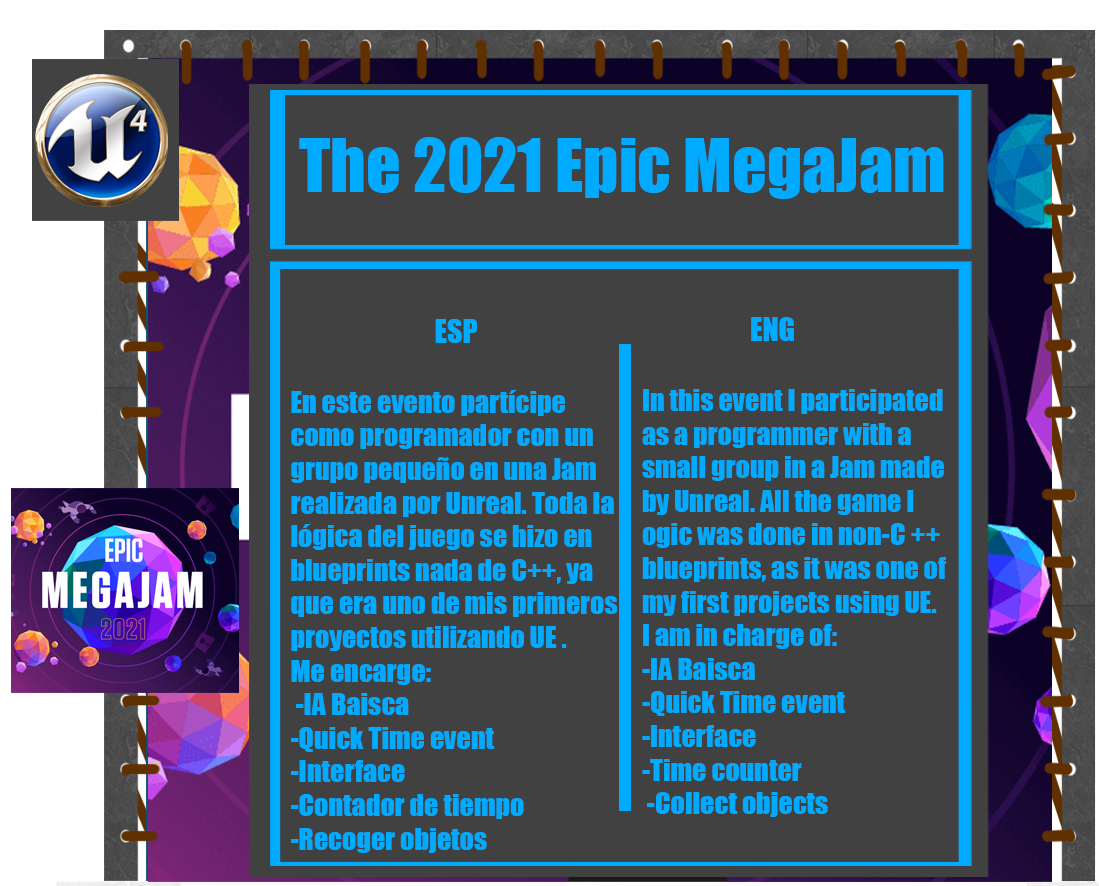 U4
The 2021 Epic MegaJam
ESP
En este evento partícipe
como programador con un
grupo pequeño en una Jam
realizada por Unreal. Toda la
lógica del juego se hizo en
blueprints nada de C++, ya
que era uno de mis primeros
proyectos utilizando UE .
Me encarge:
-IA Baisca
-Quick Time event
-Interface
-Contador de tiempo
-Recoger objetos
ENG
In this event I participated
as a programmer with a
small group in a Jam made
by Unreal. All the game l
ogic was done in non-C ++
blueprints, as it was one of
my first projects using UE.
I am in charge of:
-IA Baisca
-Quick Time event
-Interface
-Time counter
-Collect objects
EPIC
MEGAJAM
2021